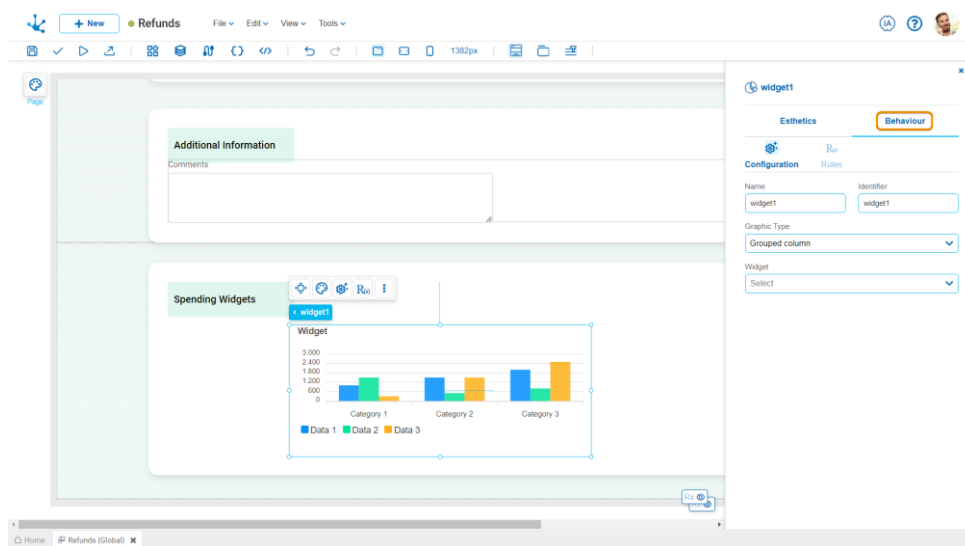 + New
Refunds
File
Edit
View
Tools
(IA)
?
</>
1382px
Page
widget1
Esthetics
Behaviour
R(x)
Configuration
Rules
Name
Identifier
widget1
widget1
Graphic Type
Grouped column
Widget
Select
Additional Information
Comments
Spending Widgets
R(x)
‹ widget1
Widget
3.000
2.400
1.800
1.200
600
0
Category 1
Category 2
Category 3
Data 1
Data 2
Data 3
Rx
Home
Refunds (Global)